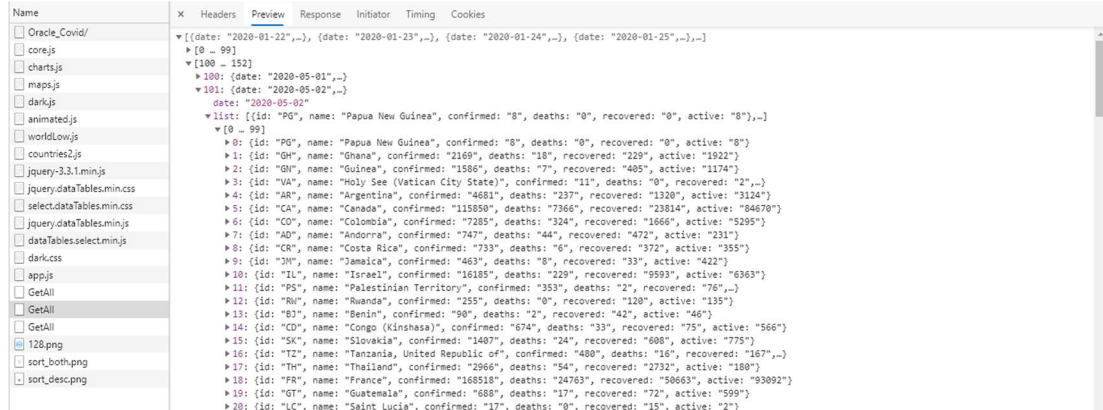 Name
Oracle_Covid/
core.js
charts.js
maps.js
dark.js
animated.js
worldLow.js
countries2.js
jquery-3.3.1.min.js
jquery.dataTables.min.css
select.dataTables.min.css
jquery.dataTables.min.js
dataTables.select.min.js
dark.css
app.js
GetAll
GetAll
GetAll
128.png
sort_both.png
sort_desc.png
× Headers Preview Response Initiator Timing Cookies
▼[{date: "2020-01-22",…}, {date: "2020-01-23",…}, {date: "2020-01-24",…}, {date: "2020-01-25",…},…]
▶[0 … 99]
▼[100 … 152]
▶100: {date: "2020-05-01",…}
▼101: {date: "2020-05-02",…}
date: "2020-05-02"
▼list: [{id: "PG", name: "Papua New Guinea", confirmed: "8", deaths: "0", recovered: "0", active: "8"},…]
▼[0 … 99]
▶0: {id: "PG", name: "Papua New Guinea", confirmed: "8", deaths: "0", recovered: "0", active: "8"}
▶1: {id: "GH", name: "Ghana", confirmed: "2169", deaths: "18", recovered: "229", active: "1922"}
▶2: {id: "GN", name: "Guinea", confirmed: "1586", deaths: "7", recovered: "405", active: "1174"}
▶3: {id: "VA", name: "Holy See (Vatican City State)", confirmed: "11", deaths: "0", recovered: "2",…}
▶4: {id: "AR", name: "Argentina", confirmed: "4681", deaths: "237", recovered: "1320", active: "3124"}
▶5: {id: "CA", name: "Canada", confirmed: "115850", deaths: "7366", recovered: "23814", active: "84670"}
▶6: {id: "CO", name: "Colombia", confirmed: "7285", deaths: "324", recovered: "1666", active: "5295"}
▶7: {id: "AD", name: "Andorra", confirmed: "747", deaths: "44", recovered: "472", active: "231"}
▶8: {id: "CR", name: "Costa Rica", confirmed: "733", deaths: "6", recovered: "372", active: "355"}
▶9: {id: "JM", name: "Jamaica", confirmed: "463", deaths: "8", recovered: "33", active: "422"}
▶10: {id: "IL", name: "Israel", confirmed: "16185", deaths: "229", recovered: "9593", active: "6363"}
▶11: {id: "PS", name: "Palestinian Territory", confirmed: "353", deaths: "2", recovered: "76",…}
▶12: {id: "RW", name: "Rwanda", confirmed: "255", deaths: "0", recovered: "120", active: "135"}
▶13: {id: "BJ", name: "Benin", confirmed: "90", deaths: "2", recovered: "42", active: "46"}
▶14: {id: "CD", name: "Congo (Kinshasa)", confirmed: "674", deaths: "33", recovered: "75", active: "566"}
▶15: {id: "SK", name: "Slovakia", confirmed: "1407", deaths: "24", recovered: "608", active: "775"}
▶16: {id: "TZ", name: "Tanzania, United Republic of", confirmed: "480", deaths: "16", recovered: "167",…}
▶17: {id: "TH", name: "Thailand", confirmed: "2966", deaths: "54", recovered: "2732", active: "180"}
▶18: {id: "FR", name: "France", confirmed: "168518", deaths: "24763", recovered: "50663", active: "93092"}
▶19: {id: "GT", name: "Guatemala", confirmed: "688", deaths: "17", recovered: "72", active: "599"}
▶20: {id: "LC", name: "Saint Lucia", confirmed: "17", deaths: "0", recovered: "15", active: "2"}